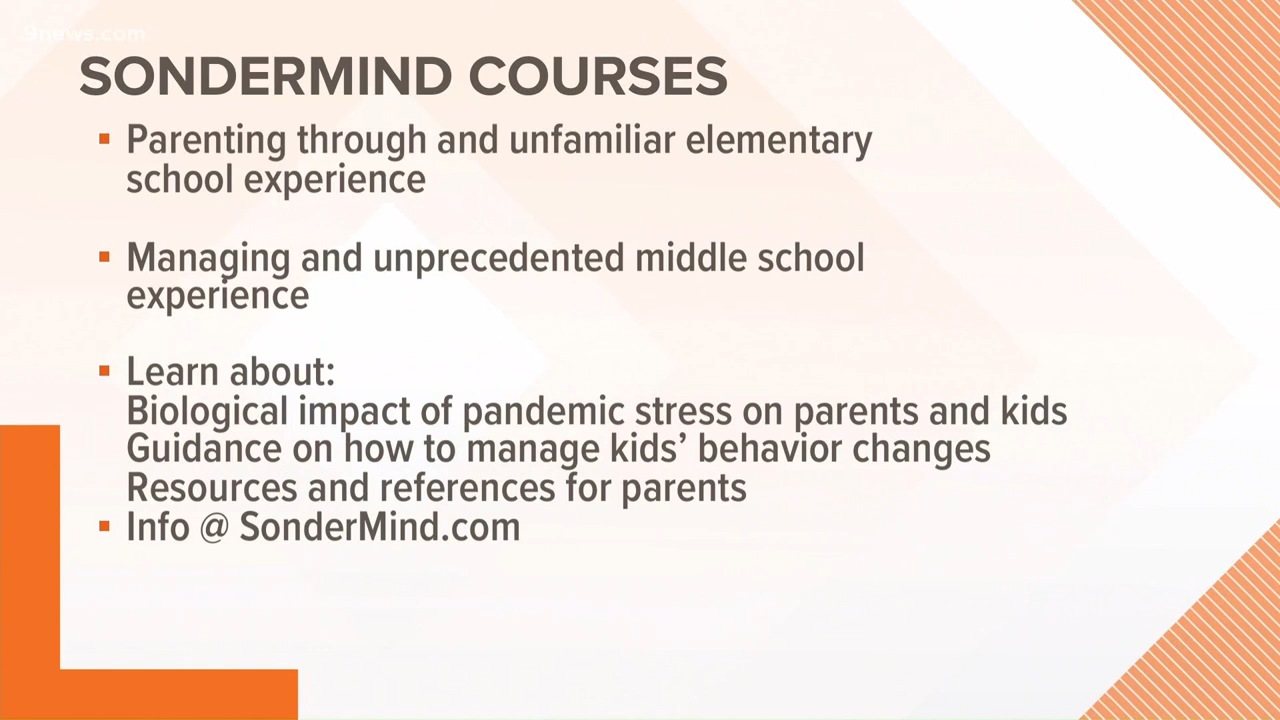 9news.com
SONDERMIND COURSES
▪ Parenting through and unfamiliar elementary
school experience
▪ Managing and unprecedented middle school
experience
▪ Learn about:
Biological impact of pandemic stress on parents and kids
Guidance on how to manage kids’ behavior changes
Resources and references for parents
▪ Info @ SonderMind.com